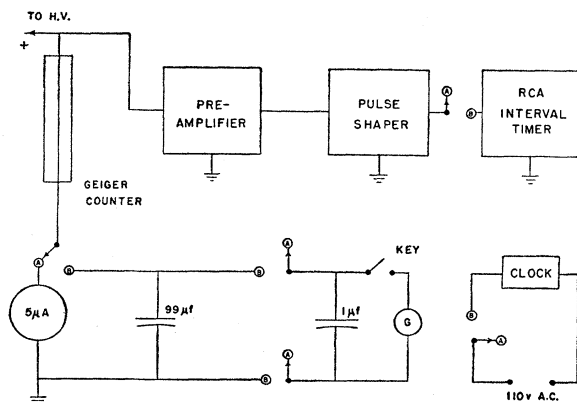 TO H.V.
+
PRE-
AMPLIFIER
PULSE
SHAPER
A
B
RCA
INTERVAL
TIMER
GEIGER
COUNTER
A
B
5μA
99μf
B
B
A
A
KEY
1μf
G
CLOCK
B
A
110v A.C.